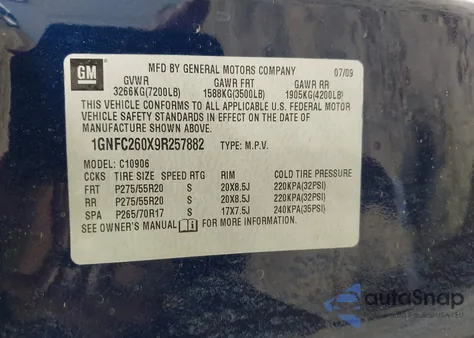 GM
MFD BY GENERAL MOTORS COMPANY 07/09
GVWR GAWR FRT GAWR RR
3266KG(7200LB) 1588KG(3500LB) 1905KG(4200LB)
THIS VEHICLE CONFORMS TO ALL APPLICABLE U.S. FEDERAL MOTOR
VEHICLE SAFETY STANDARDS IN EFFECT ON THE DATE OF
MANUFACTURE SHOWN ABOVE.
1GNFC260X9R257882 TYPE: M.P.V.
MODEL: C10906
CCKS TIRE SIZE SPEED RTG RIM COLD TIRE PRESSURE
FRT P275/55R20 S 20X8.5J 220KPA(32PSI)
RR P275/55R20 S 20X8.5J 220KPA(32PSI)
SPA P265/70R17 S 17X7.5J 240KPA(35PSI)
SEE OWNER'S MANUAL FOR MORE INFORMATION
autoSnap